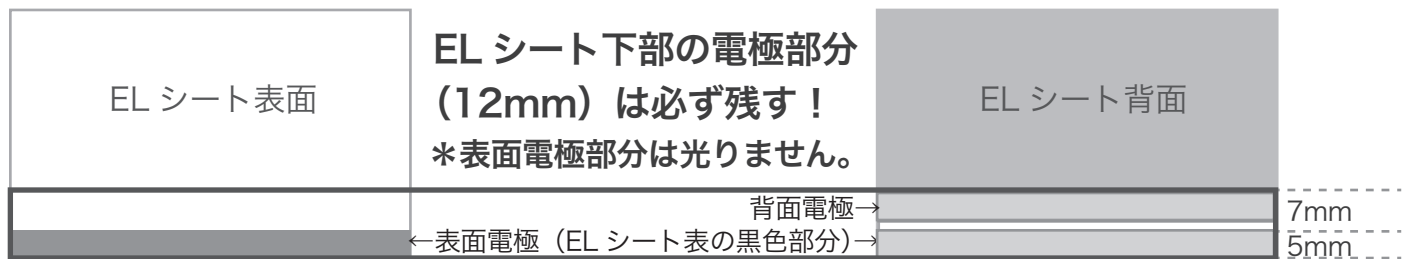 EL シート表面
EL シート下部の電極部分
（12mm）は必ず残す！
＊表面電極部分は光りません。
EL シート背面
背面電極→
7mm
←表面電極（EL シート表の黒色部分）→
5mm